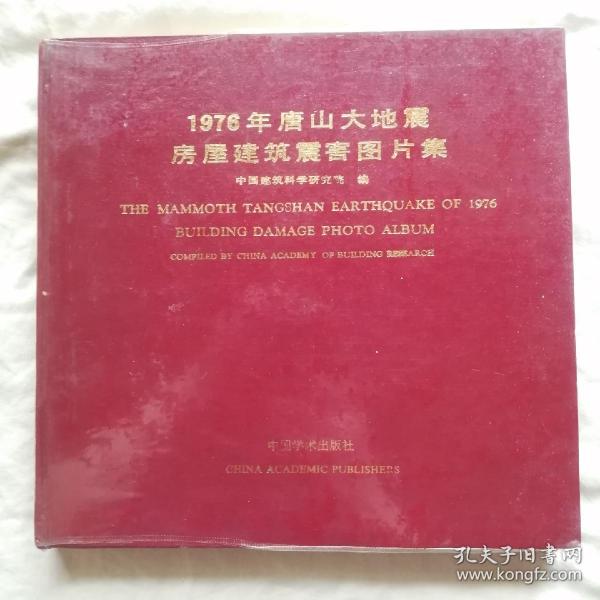 1976年唐山大地震
房屋建筑震害图片集
中国建筑科学研究院 编
THE MAMMOTH TANGSHAN EARTHQUAKE OF 1976
BUILDING DAMAGE PHOTO ALBUM
COMPILED BY CHINA ACADEMY OF BUILDING RESEARCH
中国学术出版社
CHINA ACADEMIC PUBLISHERS
孔夫子旧书网
www.kongfz.com